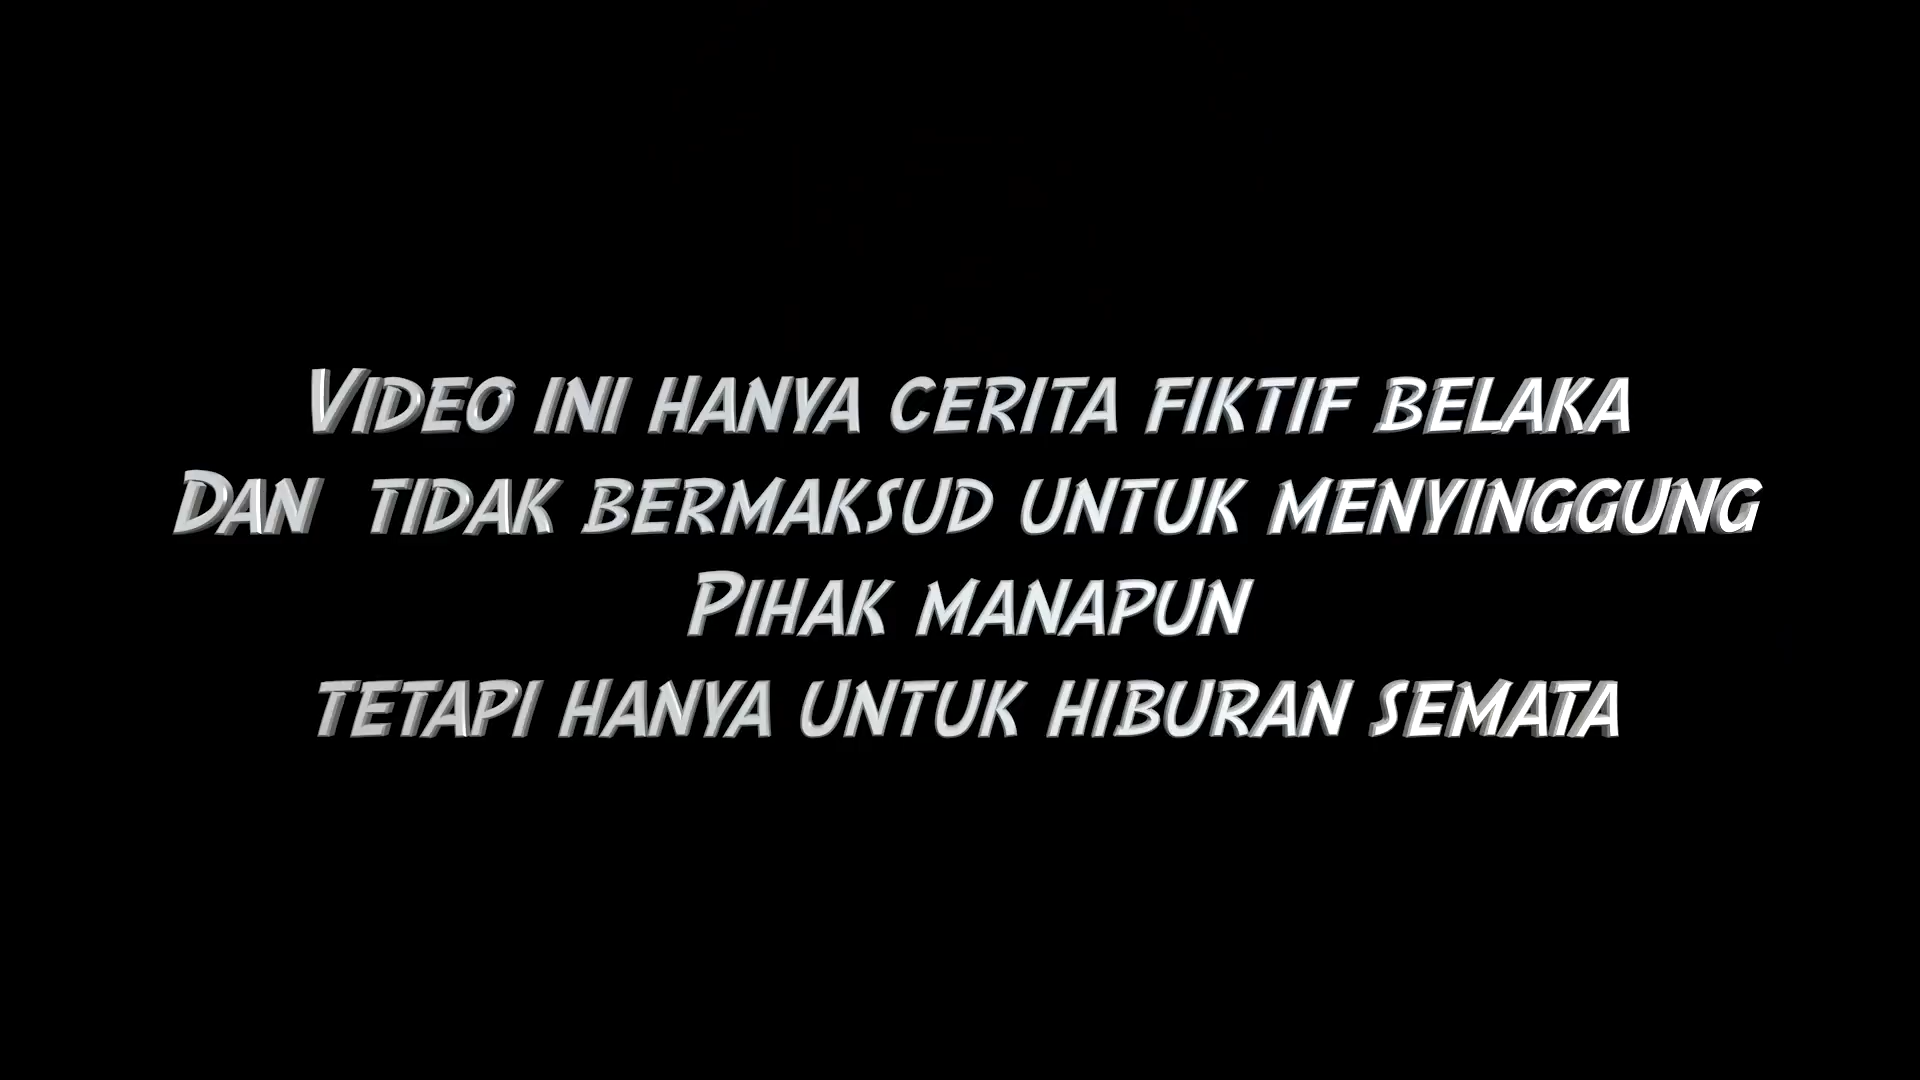 Video ini hanya cerita fiktif belaka
Dan tidak bermaksud untuk menyinggung
Pihak manapun
tetapi hanya untuk hiburan semata